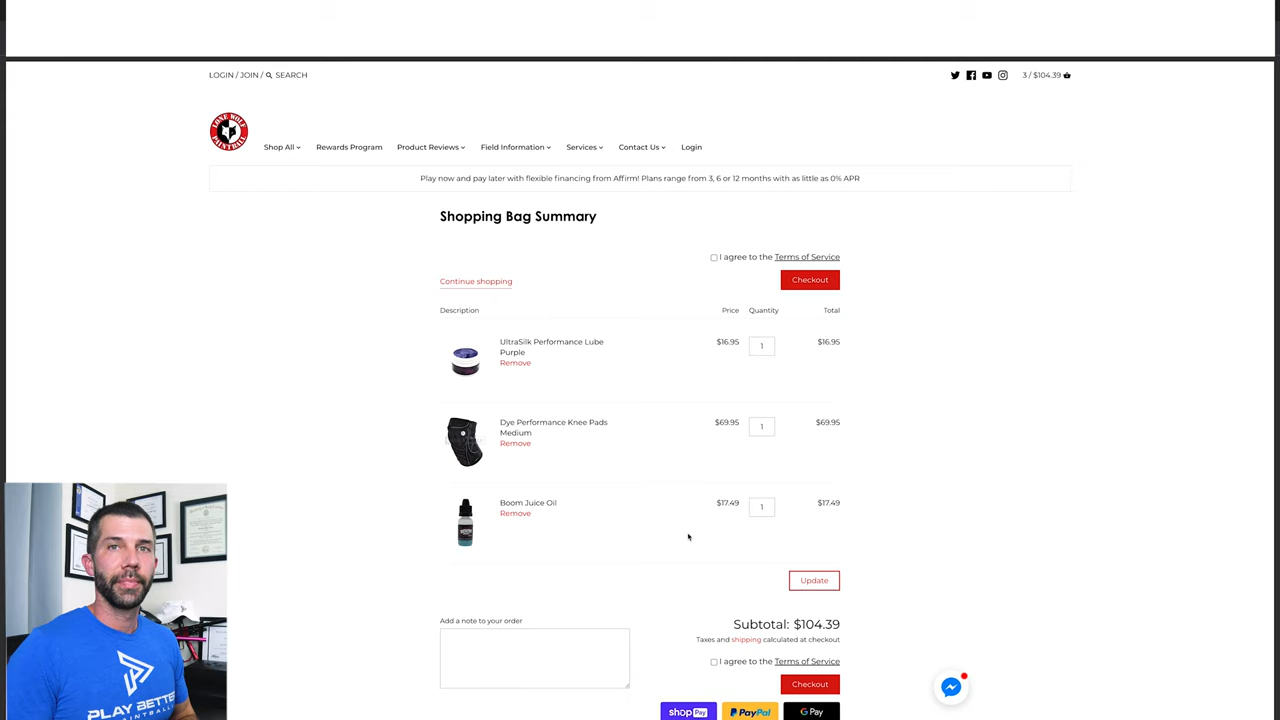 LOGIN / JOIN / SEARCH
3 / $104.39
LONE WOLF
PAINTBALL
Shop All
Rewards Program
Product Reviews
Field Information
Services
Contact Us
Login
Play now and pay later with flexible financing from Affirm! Plans range from 3, 6 or 12 months with as little as 0% APR
Shopping Bag Summary
I agree to the Terms of Service
Continue shopping
Checkout
Description
Price
Quantity
Total
UltraSilk Performance Lube
Purple
Remove
$16.95
1
$16.95
Dye Performance Knee Pads
Medium
Remove
$69.95
1
$69.95
Boom Juice Oil
Remove
$17.49
1
$17.49
Update
Add a note to your order
Subtotal: $104.39
Taxes and shipping calculated at checkout
I agree to the Terms of Service
Checkout
shop Pay
PayPal
G Pay
PLAY BETTER
PAINTBALL